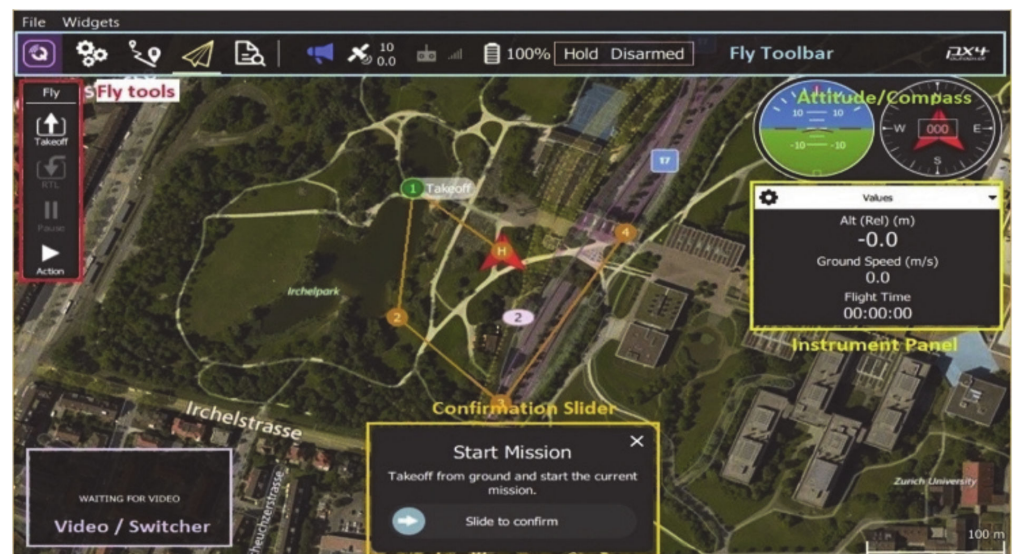 File Widgets
10
0.0
100% Hold Disarmed
Fly Toolbar
px4
Fly
Fly tools
Takeoff
RTL
Pause
Action
Attitude/Compass
10 10
-10 -10
N
W 000 E
S
17
1 Takeoff
H
4
2
2
3
Irchelpark
Values
Alt (Rel) (m)
-0.0
Ground Speed (m/s)
0.0
Flight Time
00:00:00
Instrument Panel
Confirmation Slider
Irchelstrasse
Start Mission
Takeoff from ground and start the current
mission.
Slide to confirm
WAITING FOR VIDEO
Video / Switcher
Zurich University
100 m